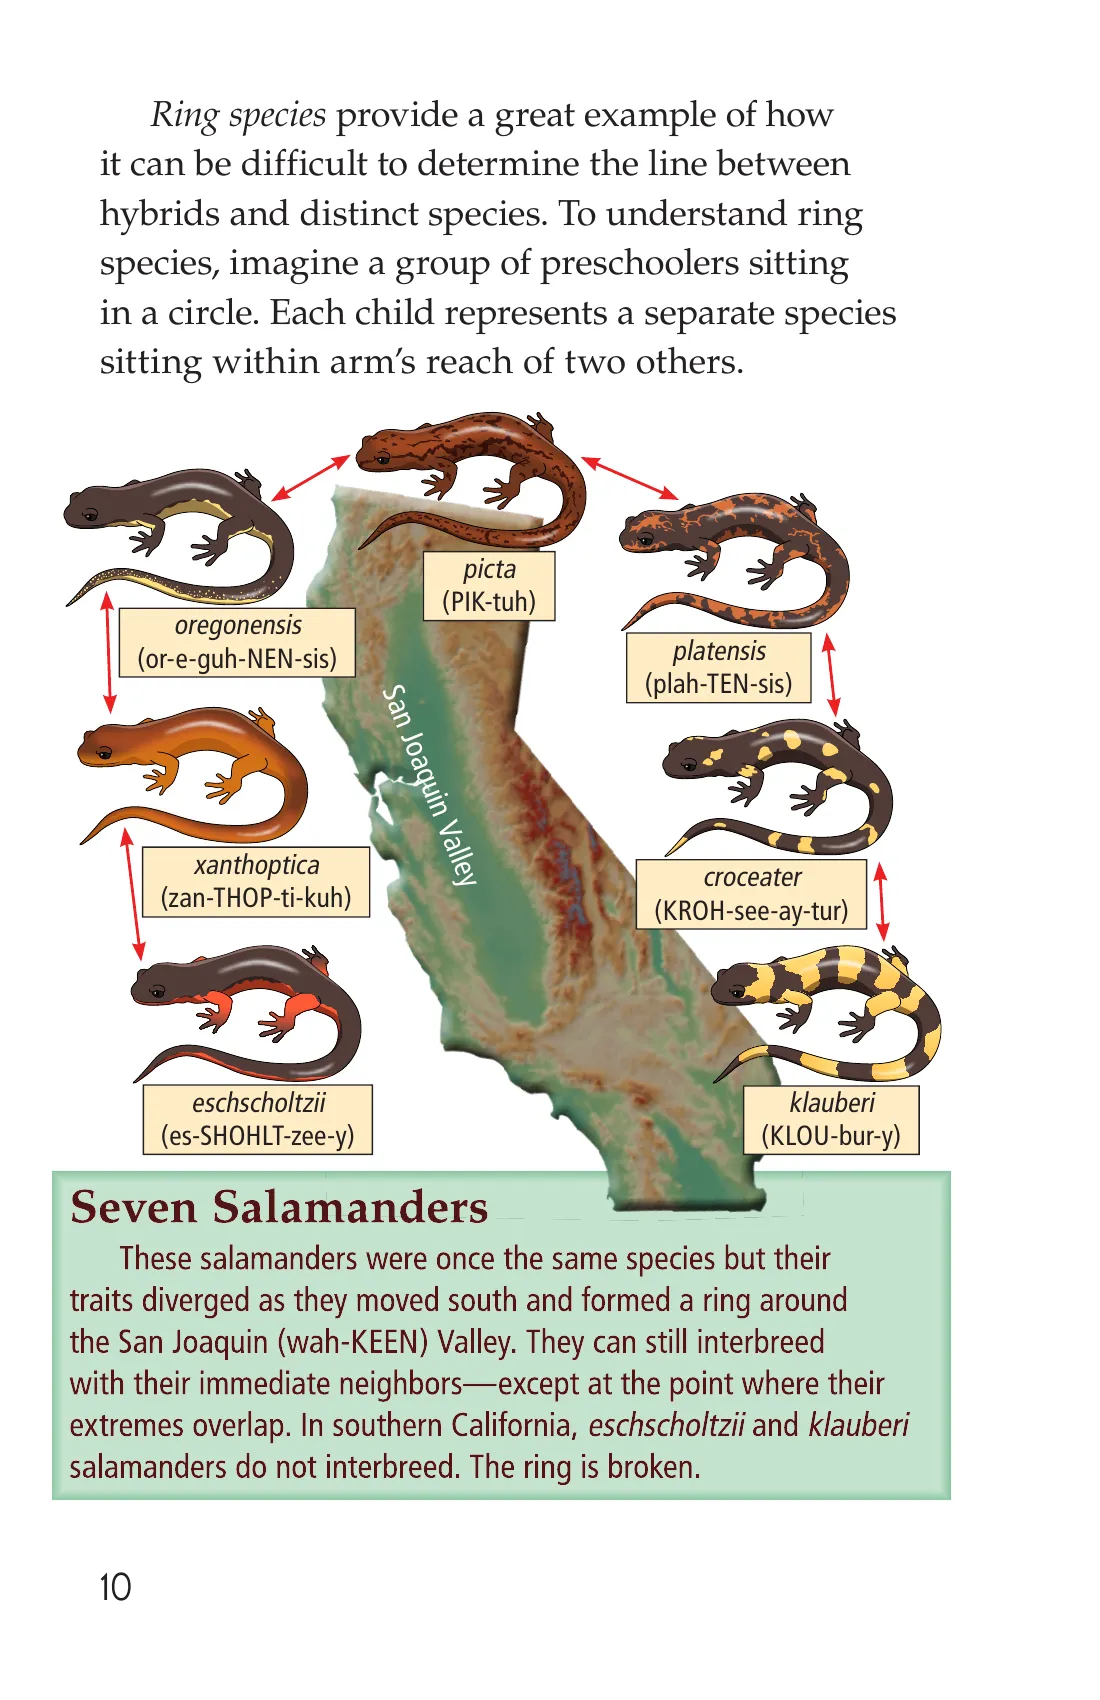 Ring species provide a great example of how
it can be difficult to determine the line between
hybrids and distinct species. To understand ring
species, imagine a group of preschoolers sitting
in a circle. Each child represents a separate species
sitting within arm's reach of two others.
picta
(PIK-tuh)
oregonensis
(or-e-guh-NEN-sis)
platensis
(plah-TEN-sis)
San Joaquin Valley
xanthoptica
(zan-THOP-ti-kuh)
croceater
(KROH-see-ay-tur)
eschscholtzii
(es-SHOHLT-zee-y)
klauberi
(KLOU-bur-y)
Seven Salamanders
These salamanders were once the same species but their
traits diverged as they moved south and formed a ring around
the San Joaquin (wah-KEEN) Valley. They can still interbreed
with their immediate neighbors—except at the point where their
extremes overlap. In southern California, eschscholtzii and klauberi
salamanders do not interbreed. The ring is broken.
10